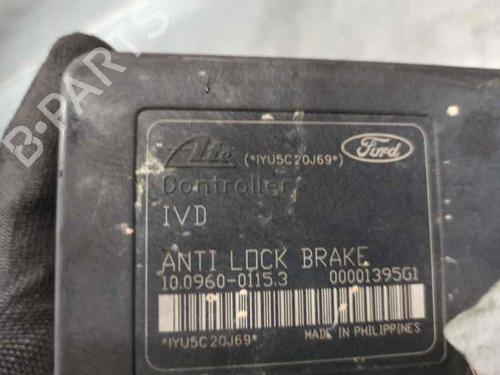 B-PARTS
Ate
(*IYU5C20J69*)
Ford
Controller
IVD
ANTI LOCK BRAKE
10.0960-0115.3 00001395G1
*IYU5C20J69*
MADE IN PHILIPPINES